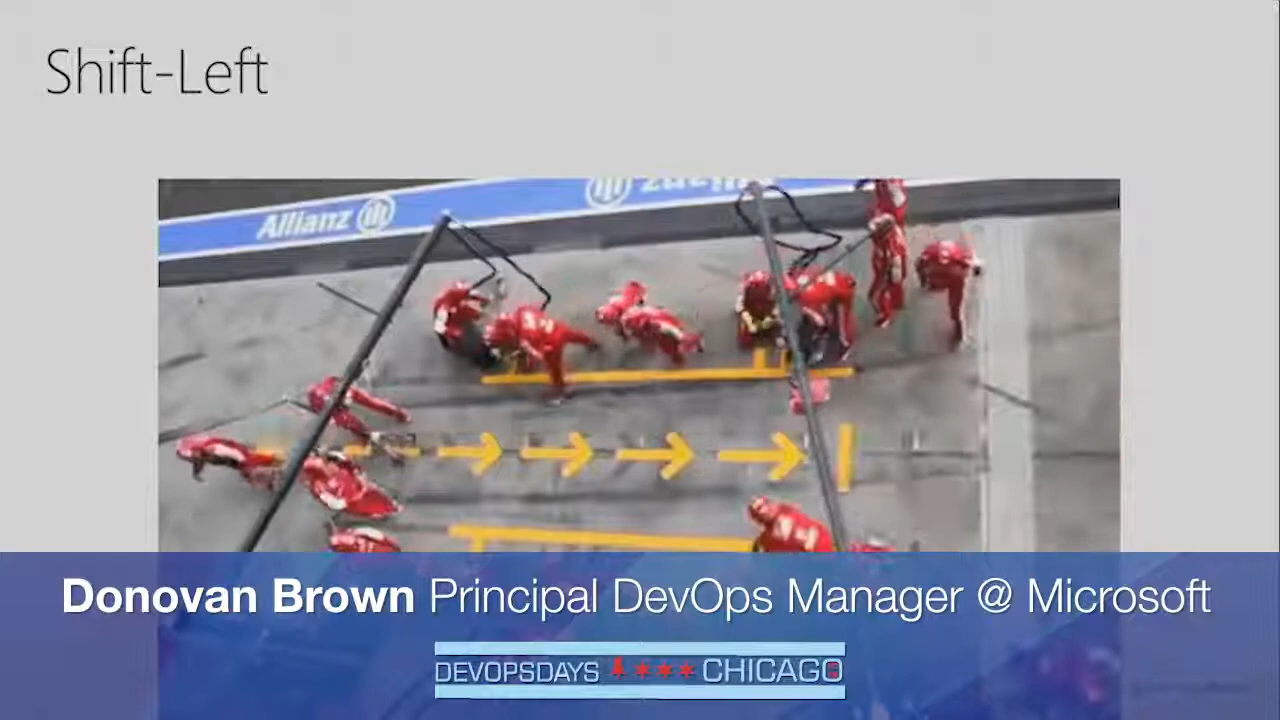 Shift-Left
Allianz
Donovan Brown Principal DevOps Manager @ Microsoft
DEVOPSDAYS CHICAGO